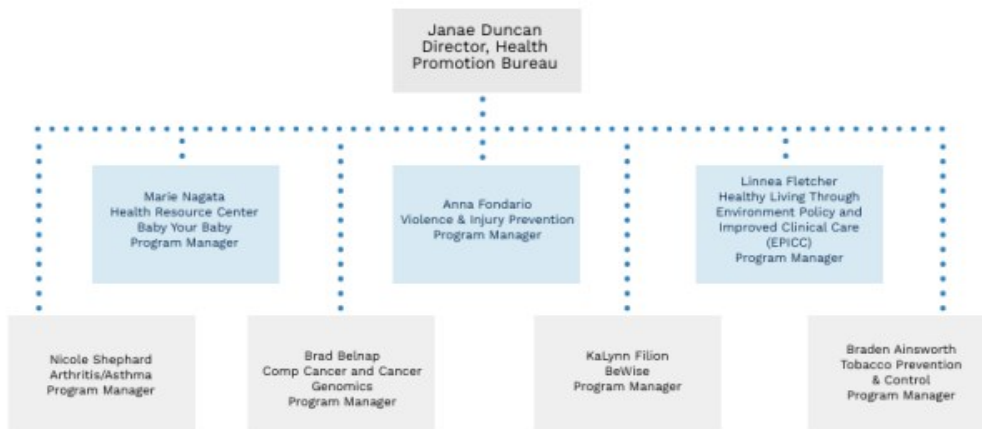 Janae Duncan
Director, Health
Promotion Bureau
Marie Nagata
Health Resource Center
Baby Your Baby
Program Manager
Anna Fondario
Violence & Injury Prevention
Program Manager
Linnea Fletcher
Healthy Living Through
Environment Policy and
Improved Clinical Care
(EPICC)
Program Manager
Nicole Shephard
Arthritis/Asthma
Program Manager
Brad Belnap
Comp Cancer and Cancer
Genomics
Program Manager
KaLynn Filion
BeWise
Program Manager
Braden Ainsworth
Tobacco Prevention
& Control
Program Manager